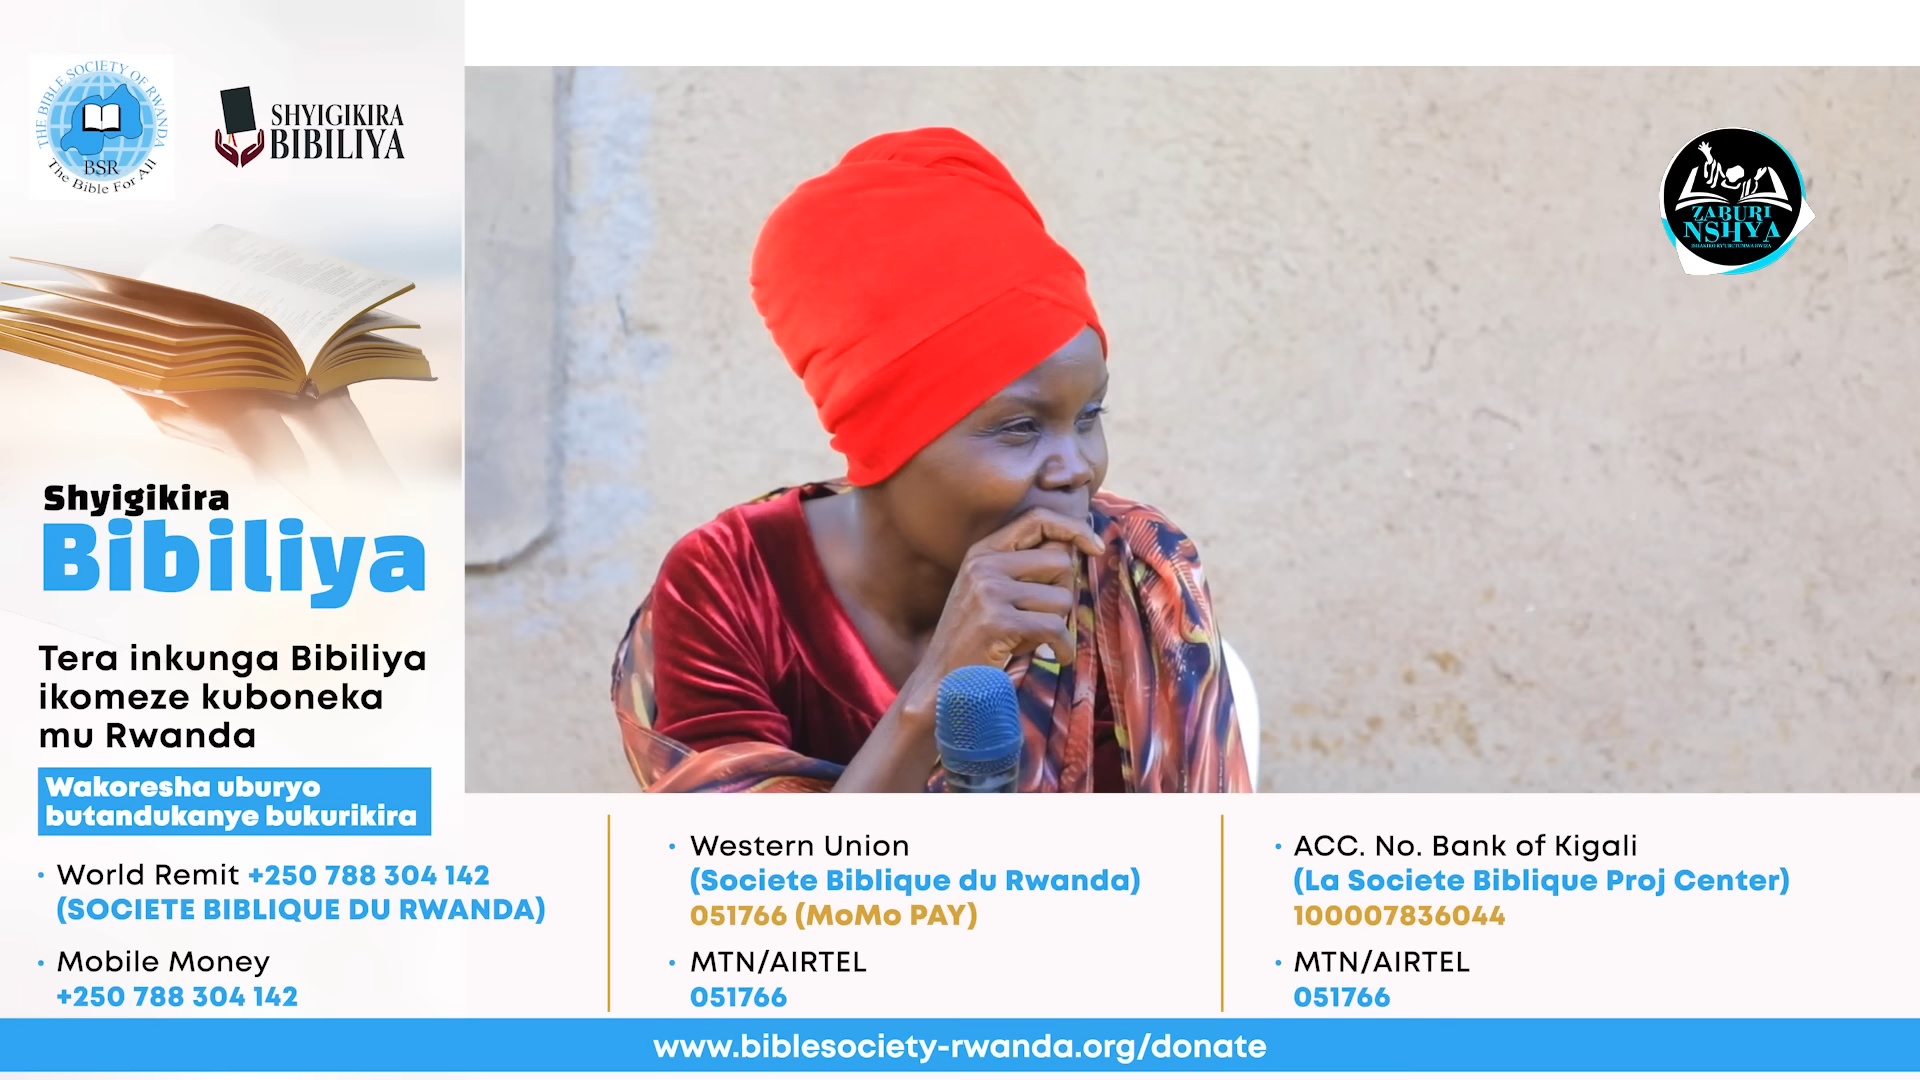 THE BIBLE SOCIETY OF RWANDA
BSR
The Bible For All
SHYIGIKIRA
BIBILIYA
ZABURI
NSHYA
Shyigikira
Bibiliya
Tera inkunga Bibiliya
ikomeze kuboneka
mu Rwanda
Wakoresha uburyo
butandukanye bukurikira
• World Remit +250 788 304 142
(SOCIETE BIBLIQUE DU RWANDA)
• Mobile Money
+250 788 304 142
• Western Union
(Societe Biblique du Rwanda)
051766 (MoMo PAY)
• MTN/AIRTEL
051766
• ACC. No. Bank of Kigali
(La Societe Biblique Proj Center)
100007836044
• MTN/AIRTEL
051766
www.biblesociety-rwanda.org/donate